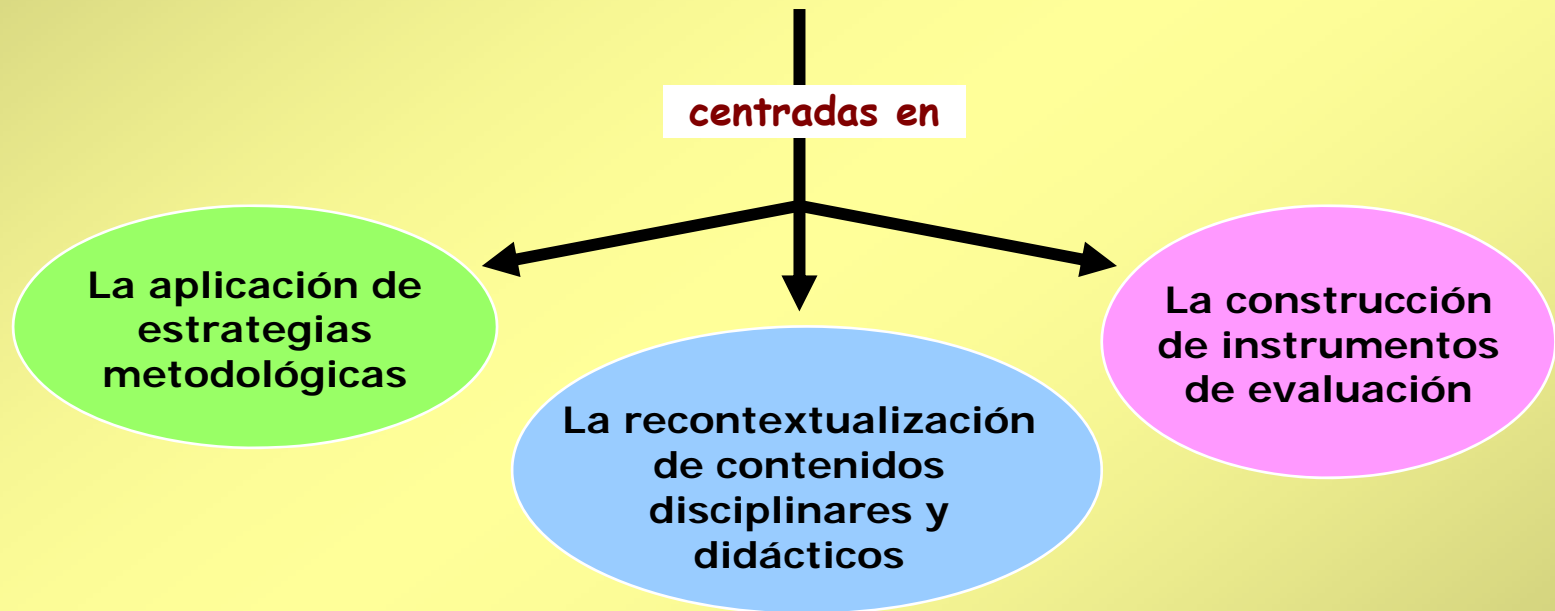 centradas en
La aplicación de
estrategias
metodológicas
La recontextualización
de contenidos
disciplinares y
didácticos
La construcción
de instrumentos
de evaluación